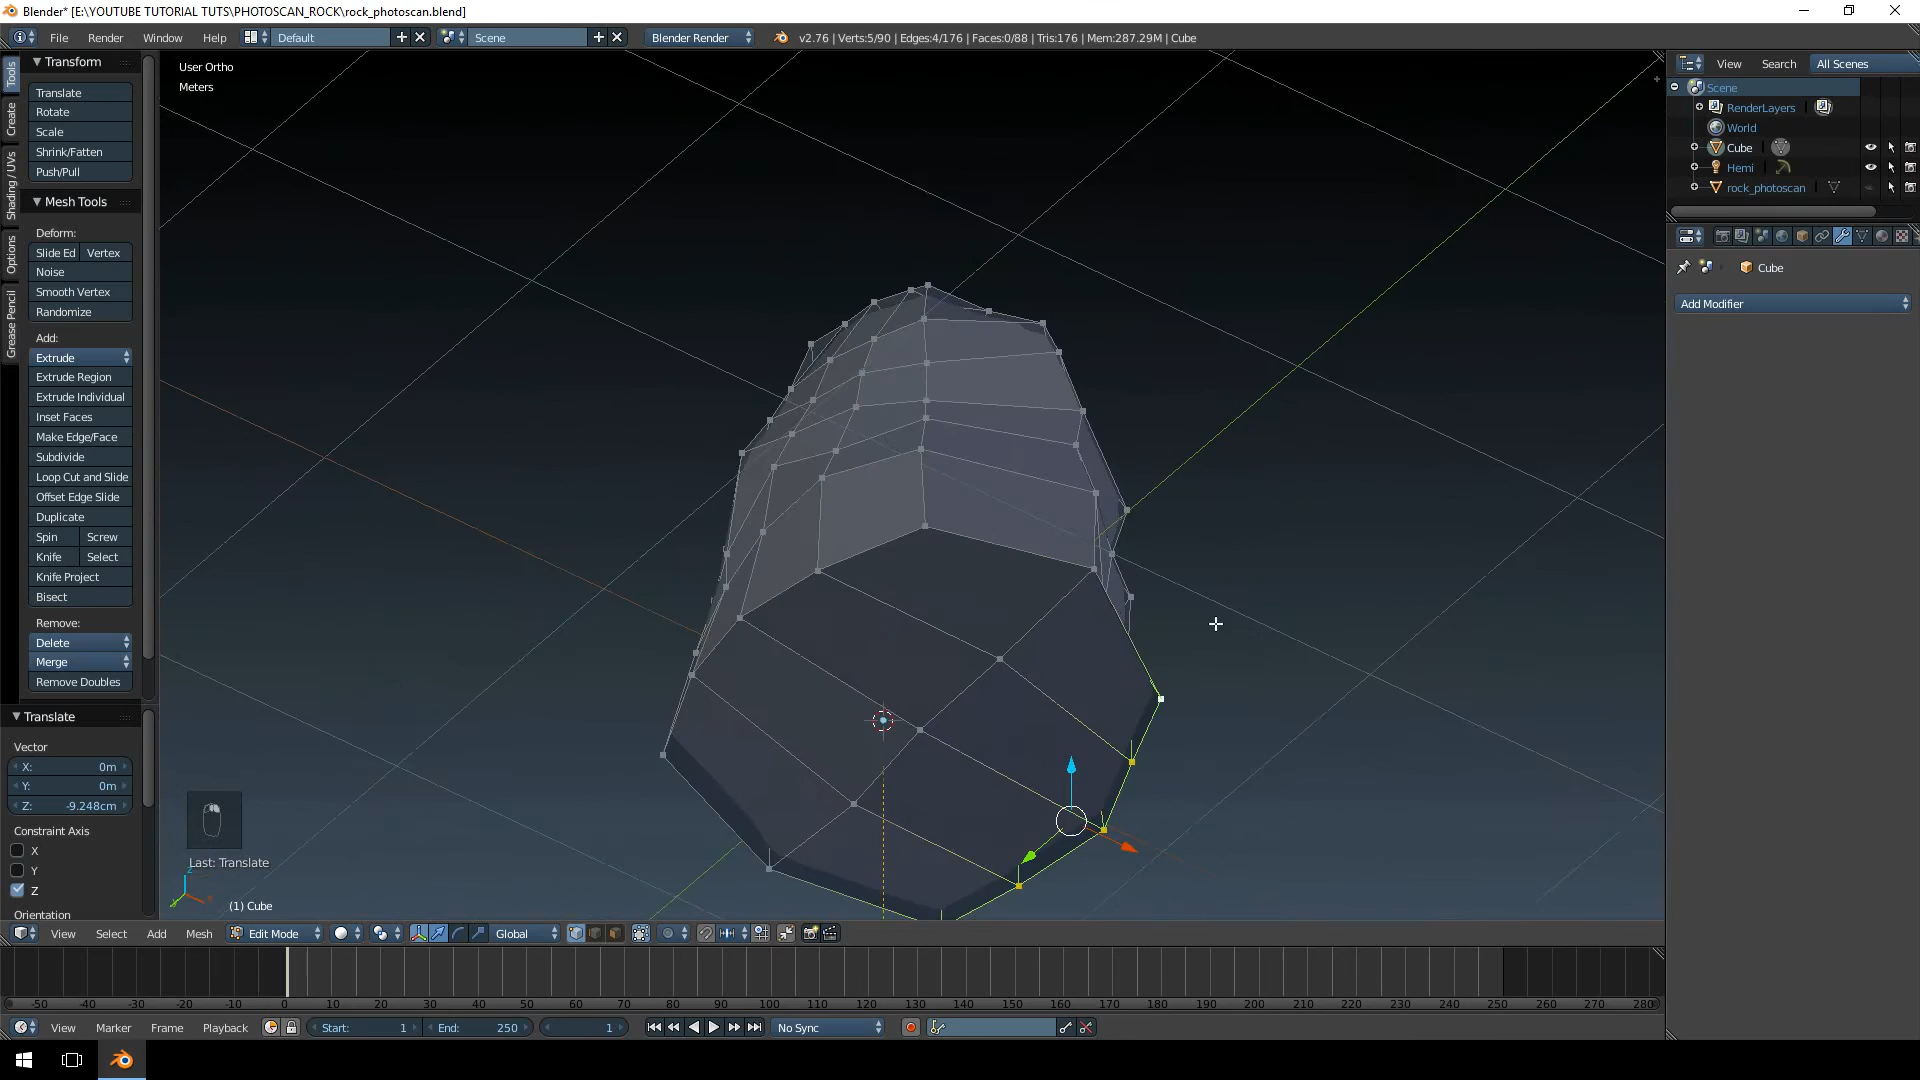 Blender* [E:\YOUTUBE TUTORIAL TUTS\PHOTOSCAN_ROCK\rock_photoscan.blend]
File Render Window Help Default Scene Blender Render v2.76 | Verts:5/90 | Edges:4/176 | Faces:0/88 | Tris:176 | Mem:287.29M | Cube
Tools
Create
Shading / UVs
Options
Grease Pencil
Transform
Translate
Rotate
Scale
Shrink/Fatten
Push/Pull
Mesh Tools
Deform:
Slide Ed Vertex
Noise
Smooth Vertex
Randomize
Add:
Extrude
Extrude Region
Extrude Individual
Inset Faces
Make Edge/Face
Subdivide
Loop Cut and Slide
Offset Edge Slide
Duplicate
Spin Screw
Knife Select
Knife Project
Bisect
Remove:
Delete
Merge
Remove Doubles
Translate
Vector
X: 0m
Y: 0m
Z: -9.248cm
Constraint Axis
X
Y
Z
Orientation
User Ortho
Meters
Last: Translate
z
(1) Cube
View Select Add Mesh Edit Mode Global
-50 -40 -30 -20 -10 0 10 20 30 40 50 60 70 80 90 100 110 120 130 140 150 160 170 180 190 200 210 220 230 240 250 260 270 280
View Marker Frame Playback Start: 1 End: 250 1 No Sync
View Search All Scenes
Scene
RenderLayers
World
Cube
Hemi
rock_photoscan
Cube
Add Modifier